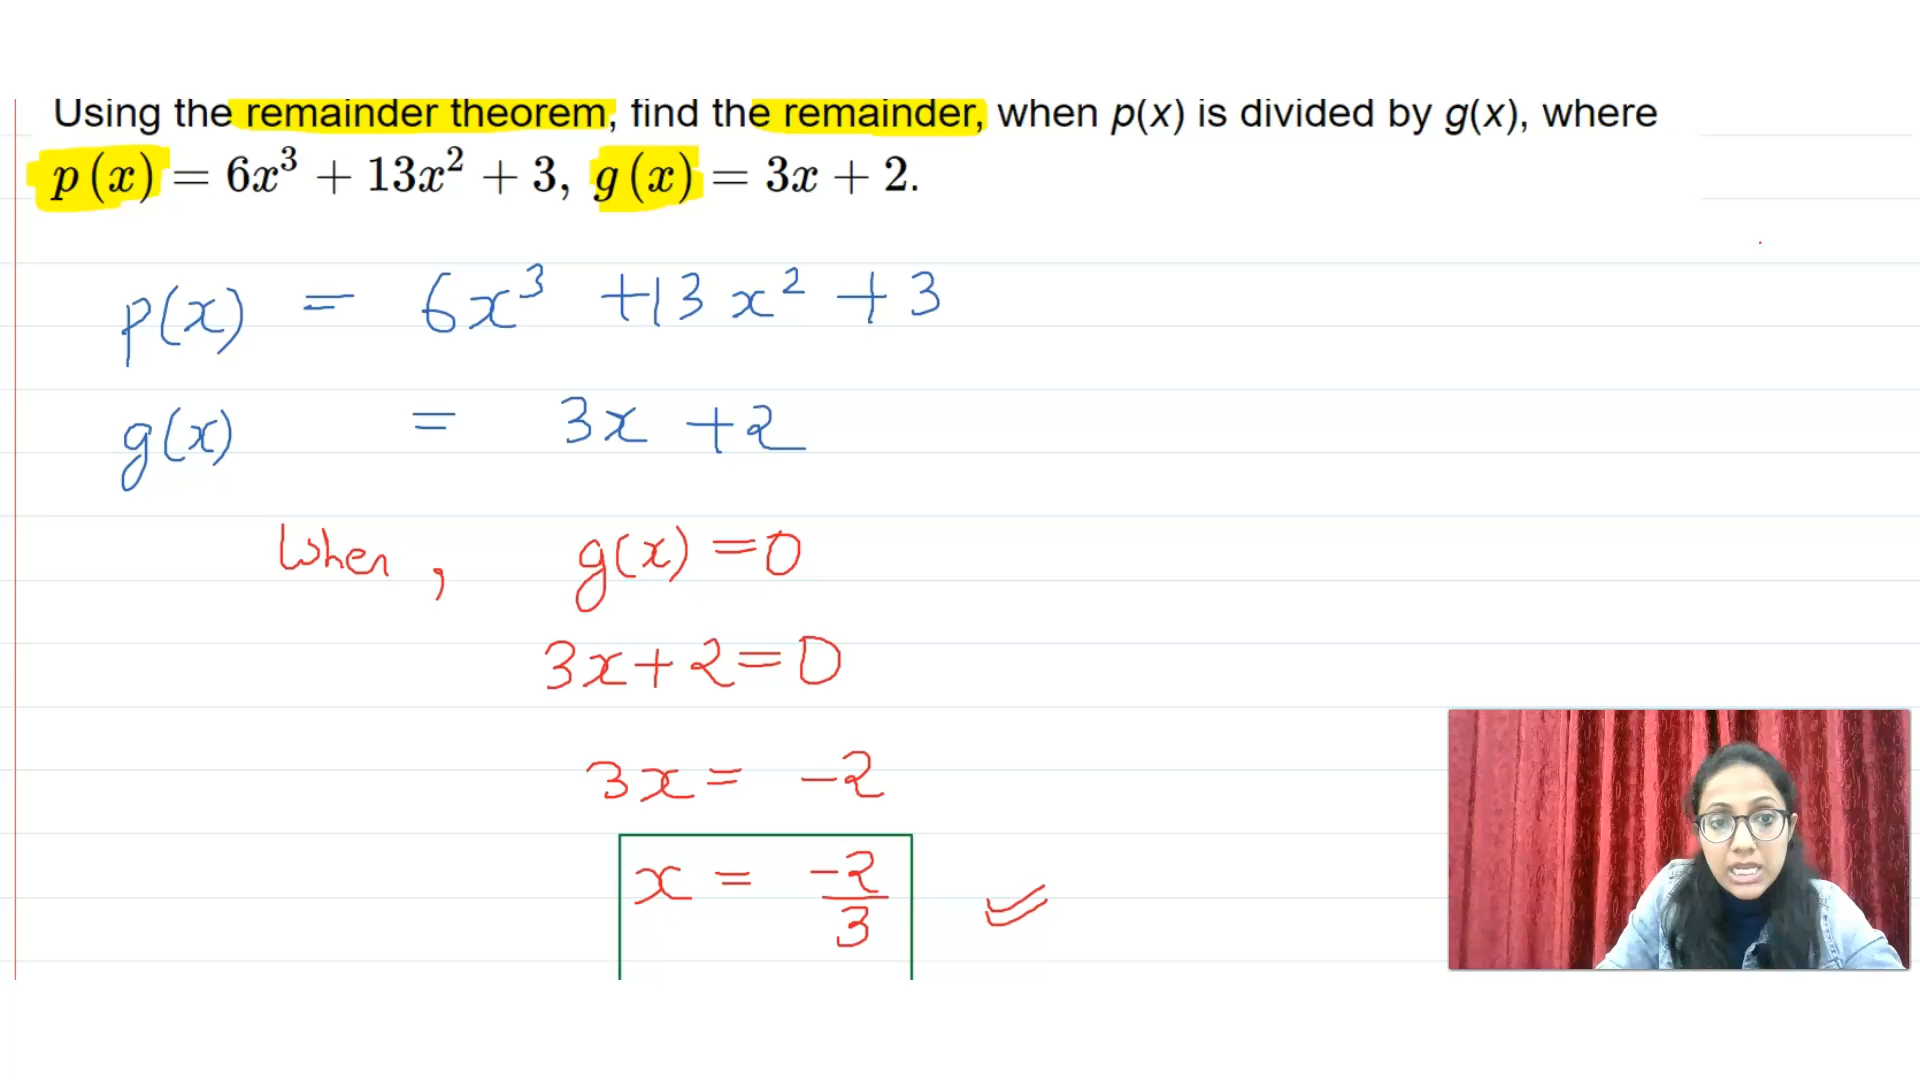 Using the remainder theorem, find the remainder, when p(x) is divided by g(x), where
p(x) = 6x³ + 13x² + 3, g(x) = 3x + 2.
p(x) = 6x³ + 13x² + 3
g(x) = 3x + 2
When, g(x) = 0
3x + 2 = 0
3x = -2
x = -2/3